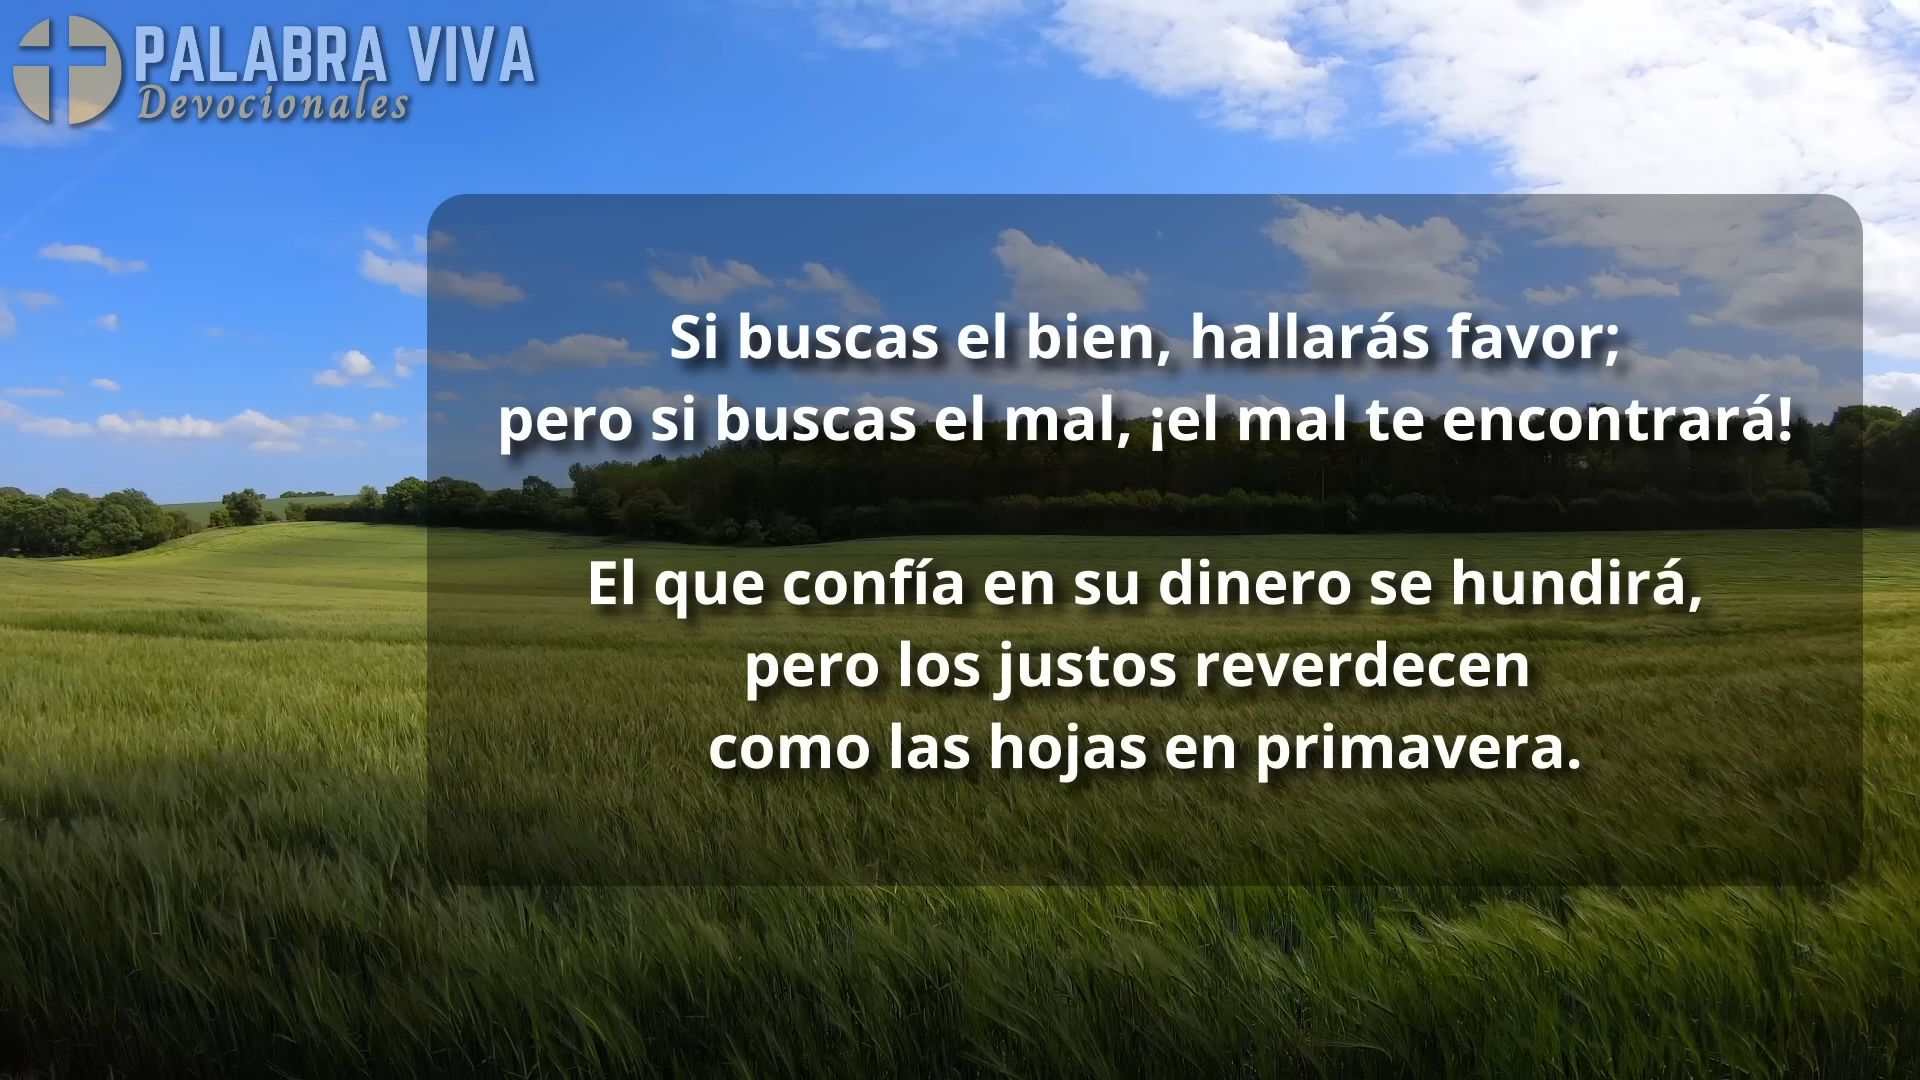 PALABRA VIVA
Devocionales
Si buscas el bien, hallarás favor;
pero si buscas el mal, ¡el mal te encontrará!
El que confía en su dinero se hundirá,
pero los justos reverdecen
como las hojas en primavera.